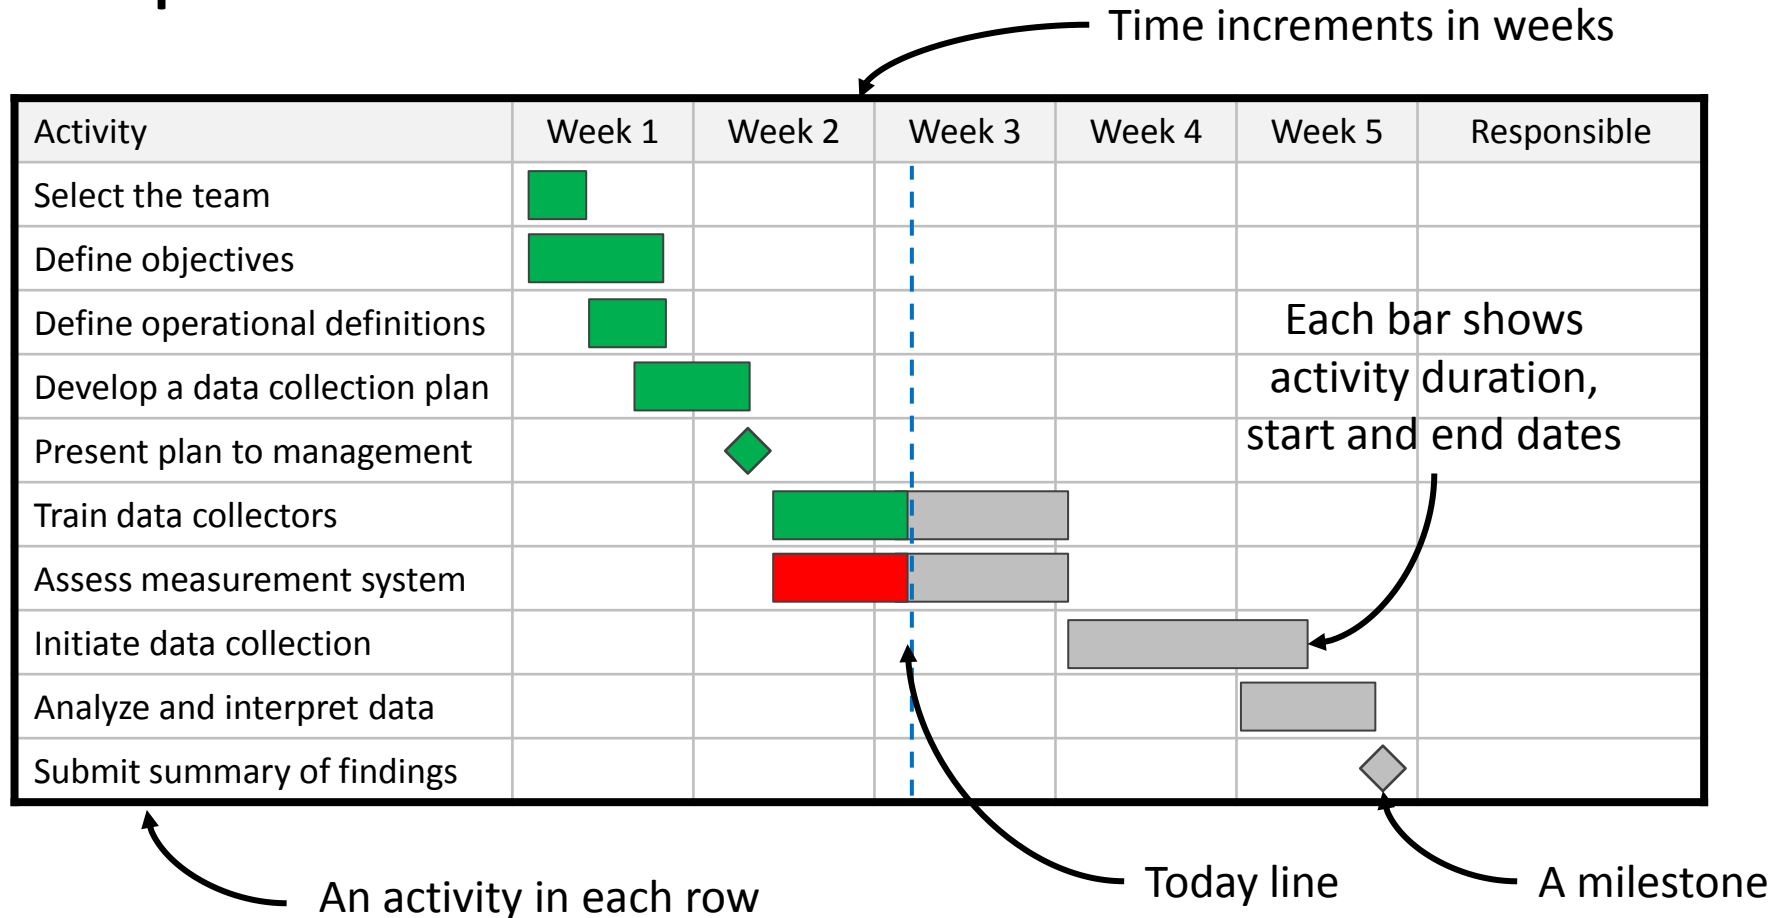 Time increments in weeks
Activity Week 1 Week 2 Week 3 Week 4 Week 5 Responsible
Select the team
Define objectives
Define operational definitions
Develop a data collection plan
Present plan to management
Train data collectors
Assess measurement system
Initiate data collection
Analyze and interpret data
Submit summary of findings
Each bar shows
activity duration,
start and end dates
An activity in each row
Today line
A milestone